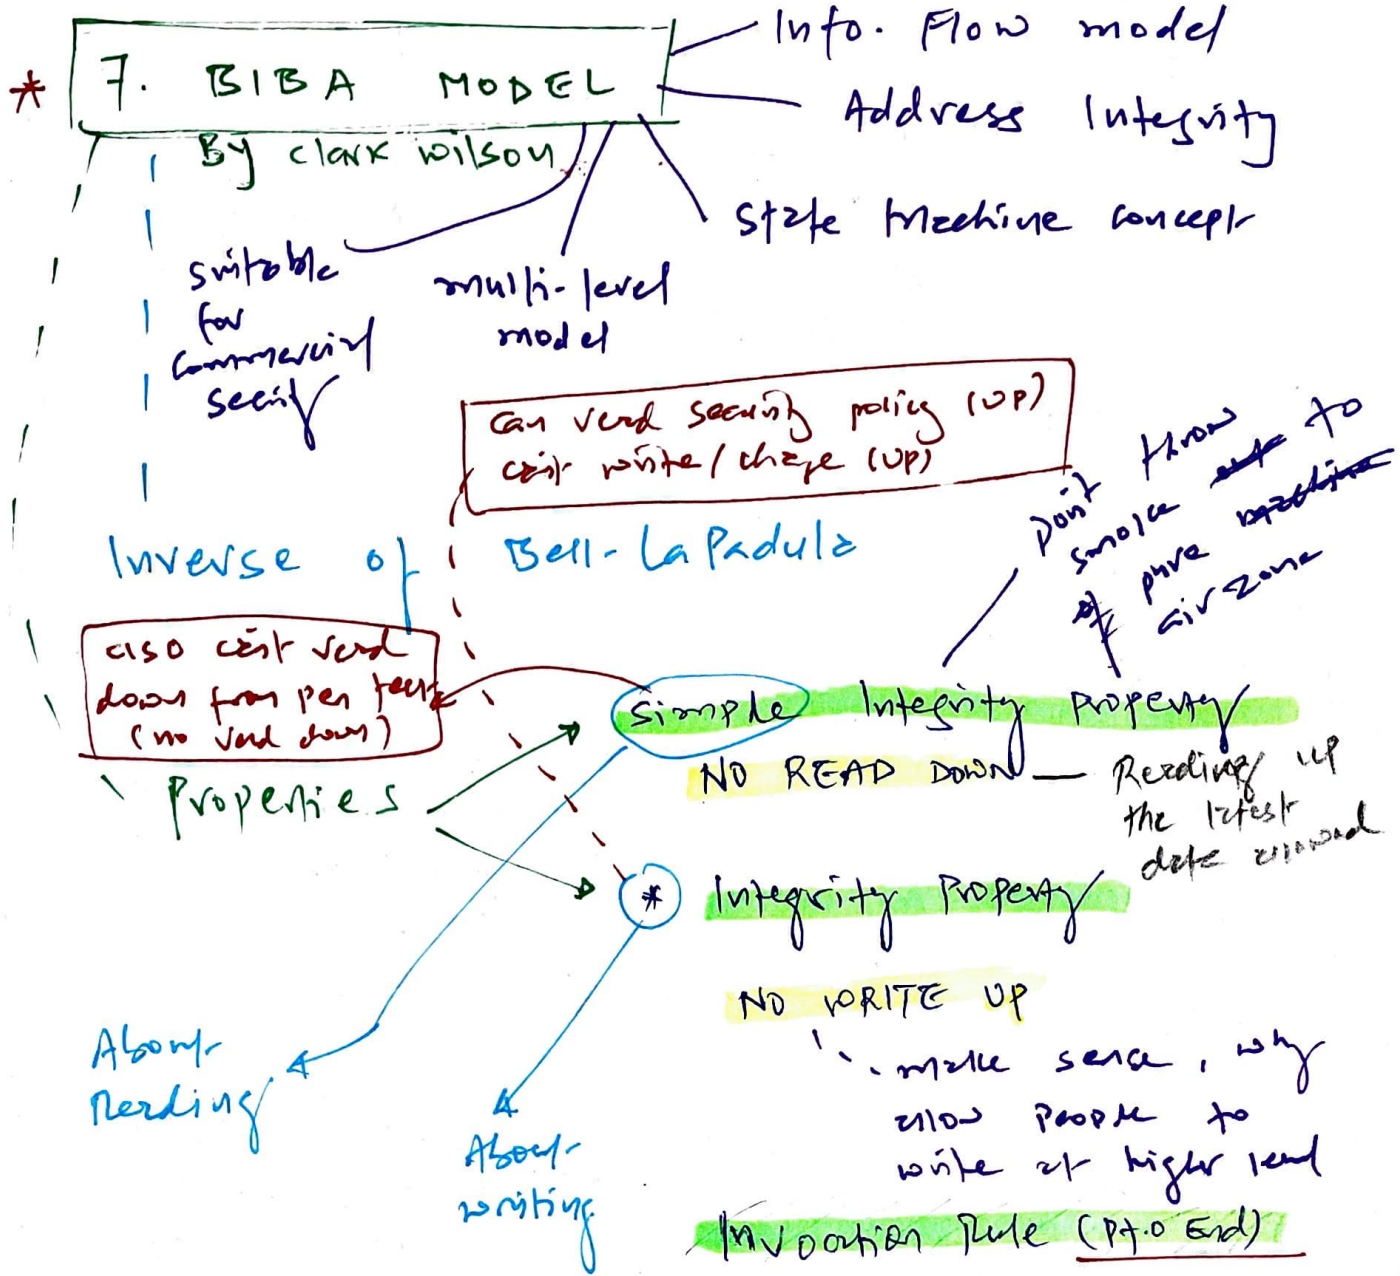 Info. Flow model
* 7. BIBA MODEL
Address Integrity
By Clark Wilson
State Machine concept
suitable
for
commercial
security
multi-level
model
can read security policy (UP)
can't write/change (UP)
Don't throw
smoke to
pure
air zone
Inverse of Bell-LaPadula
also can't read
down from
(no read down)
Simple Integrity Property
NO READ DOWN — Reading up
the latest
date allowed
Properties
* Integrity Property
NO WRITE UP
make sense, why
allow people to
write at higher level
About
Reading
About
writing
Invocation Rule (P.T.O End)